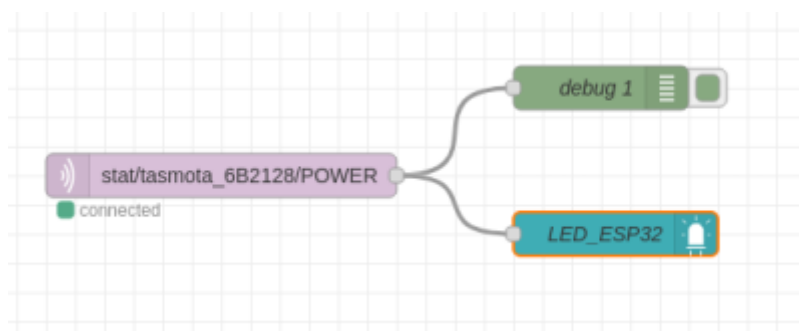 debug 1
stat/tasmota_6B2128/POWER
connected
LED_ESP32